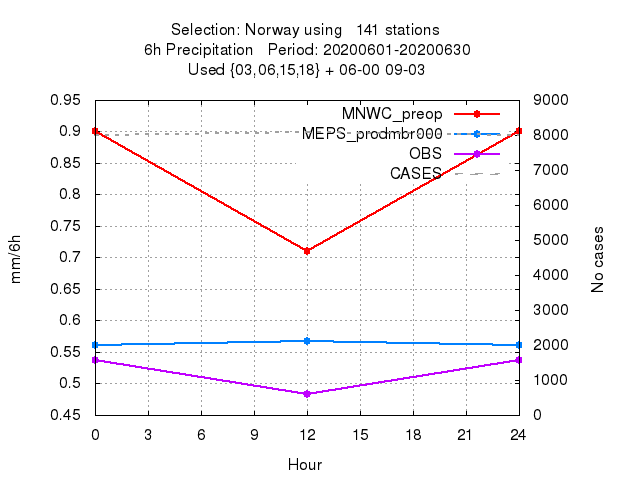 Selection: Norway using   141 stations
6h Precipitation   Period: 20200601-20200630
Used {03,06,15,18} + 06-00 09-03
MNWC_preop
MEPS_prodmbr000
OBS
CASES
0.95
0.9
0.85
0.8
0.75
0.7
0.65
0.6
0.55
0.5
0.45
mm/6h
9000
8000
7000
6000
5000
4000
3000
2000
1000
0
No cases
0 3 6 9 12 15 18 21 24
Hour